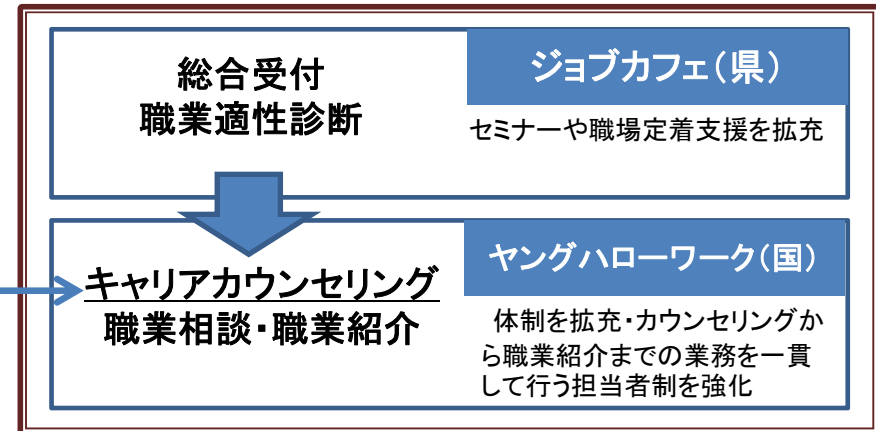 総合受付
職業適性診断
ジョブカフェ（県）
セミナーや職場定着支援を拡充
キャリアカウンセリング
職業相談・職業紹介
ヤングハローワーク（国）
体制を拡充・カウンセリングか
ら職業紹介までの業務を一貫
して行う担当者制を強化